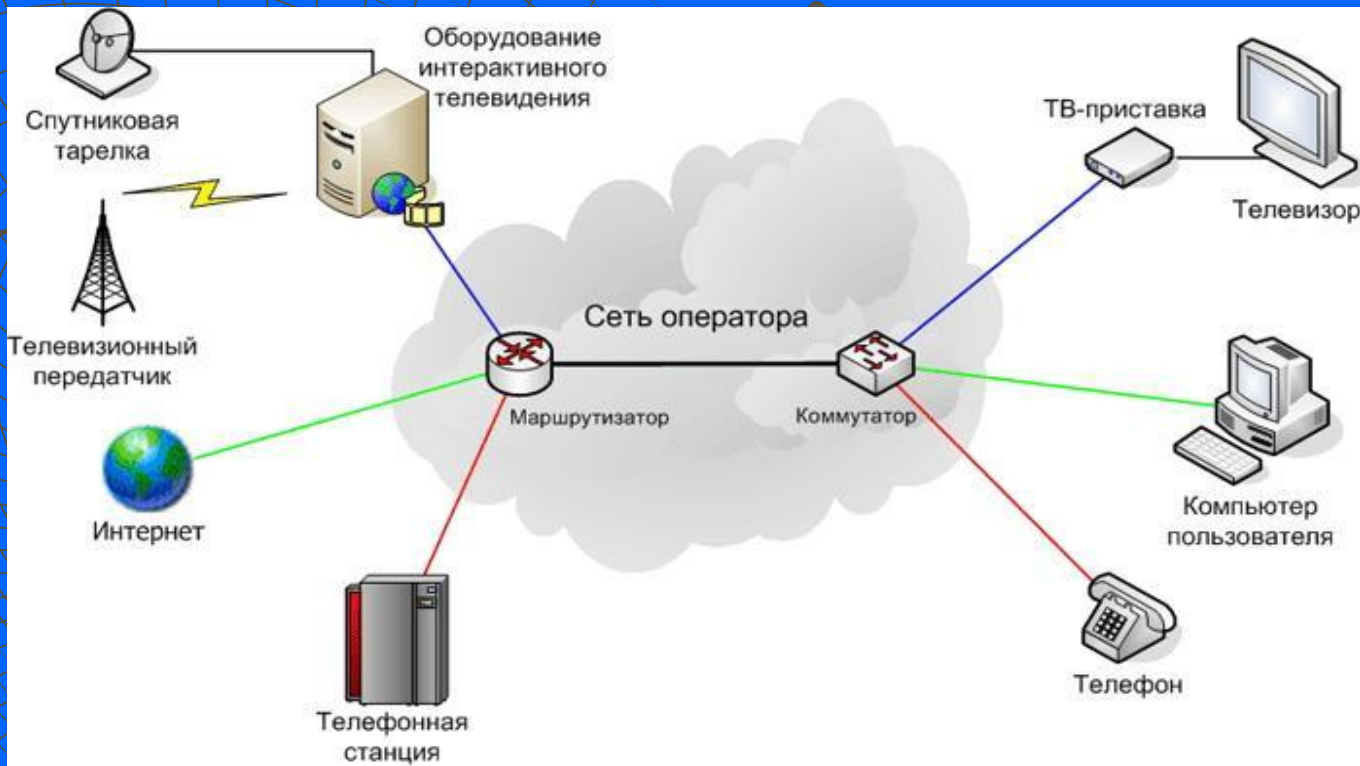 Оборудование
интерактивного
телевидения
Спутниковая
тарелка
ТВ-приставка
Телевизор
Телевизионный
передатчик
Сеть оператора
Маршрутизатор
Коммутатор
Интернет
Компьютер
пользователя
Телефонная
станция
Телефон